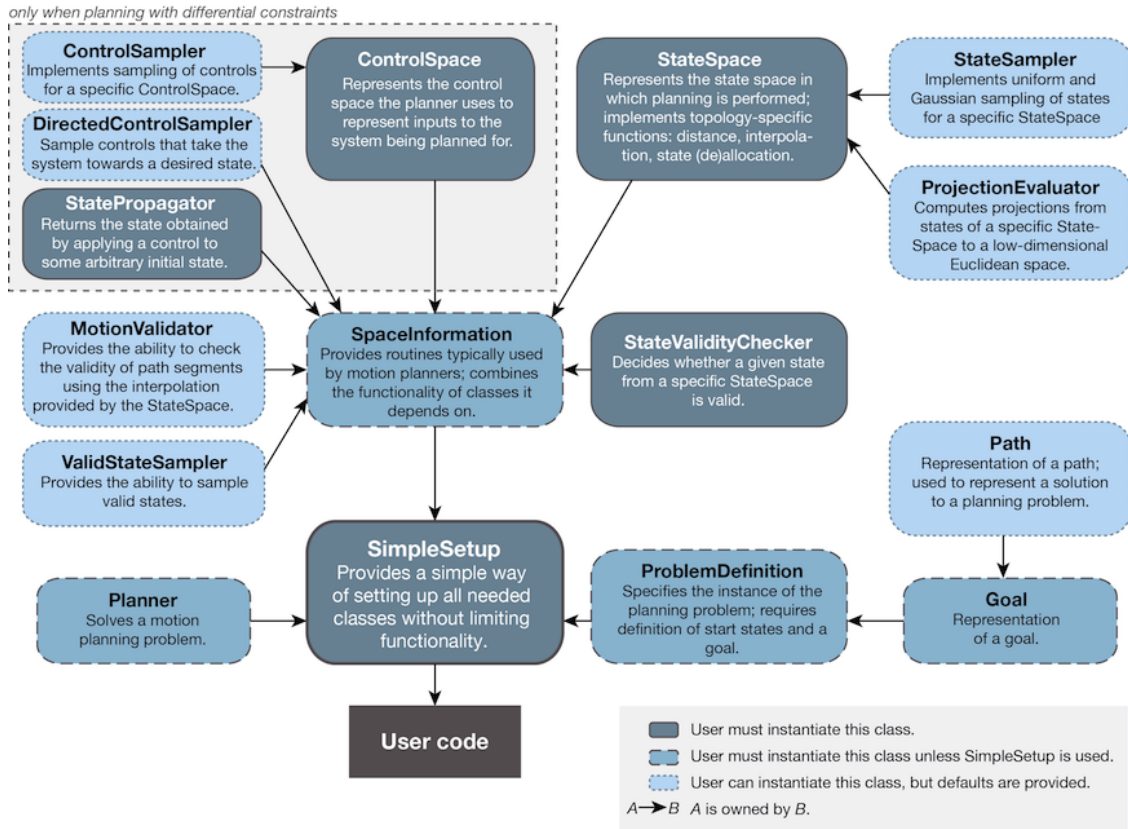 only when planning with differential constraints
ControlSampler
Implements sampling of controls
for a specific ControlSpace.
DirectedControlSampler
Sample controls that take the
system towards a desired state.
StatePropagator
Returns the state obtained
by applying a control to
some arbitrary initial state.
ControlSpace
Represents the control
space the planner uses to
represent inputs to the
system being planned for.
StateSpace
Represents the state space in
which planning is performed;
implements topology-specific
functions: distance, interpola-
tion, state (de)allocation.
StateSampler
Implements uniform and
Gaussian sampling of states
for a specific StateSpace
ProjectionEvaluator
Computes projections from
states of a specific State-
Space to a low-dimensional
Euclidean space.
MotionValidator
Provides the ability to check
the validity of path segments
using the interpolation
provided by the StateSpace.
SpaceInformation
Provides routines typically used
by motion planners; combines
the functionality of classes it
depends on.
StateValidityChecker
Decides whether a given state
from a specific StateSpace
is valid.
ValidStateSampler
Provides the ability to sample
valid states.
Path
Representation of a path;
used to represent a solution
to a planning problem.
Planner
Solves a motion
planning problem.
SimpleSetup
Provides a simple way
of setting up all needed
classes without limiting
functionality.
ProblemDefinition
Specifies the instance of the
planning problem; requires
definition of start states and a
goal.
Goal
Representation
of a goal.
User code
User must instantiate this class.
User must instantiate this class unless SimpleSetup is used.
User can instantiate this class, but defaults are provided.
A → B A is owned by B.